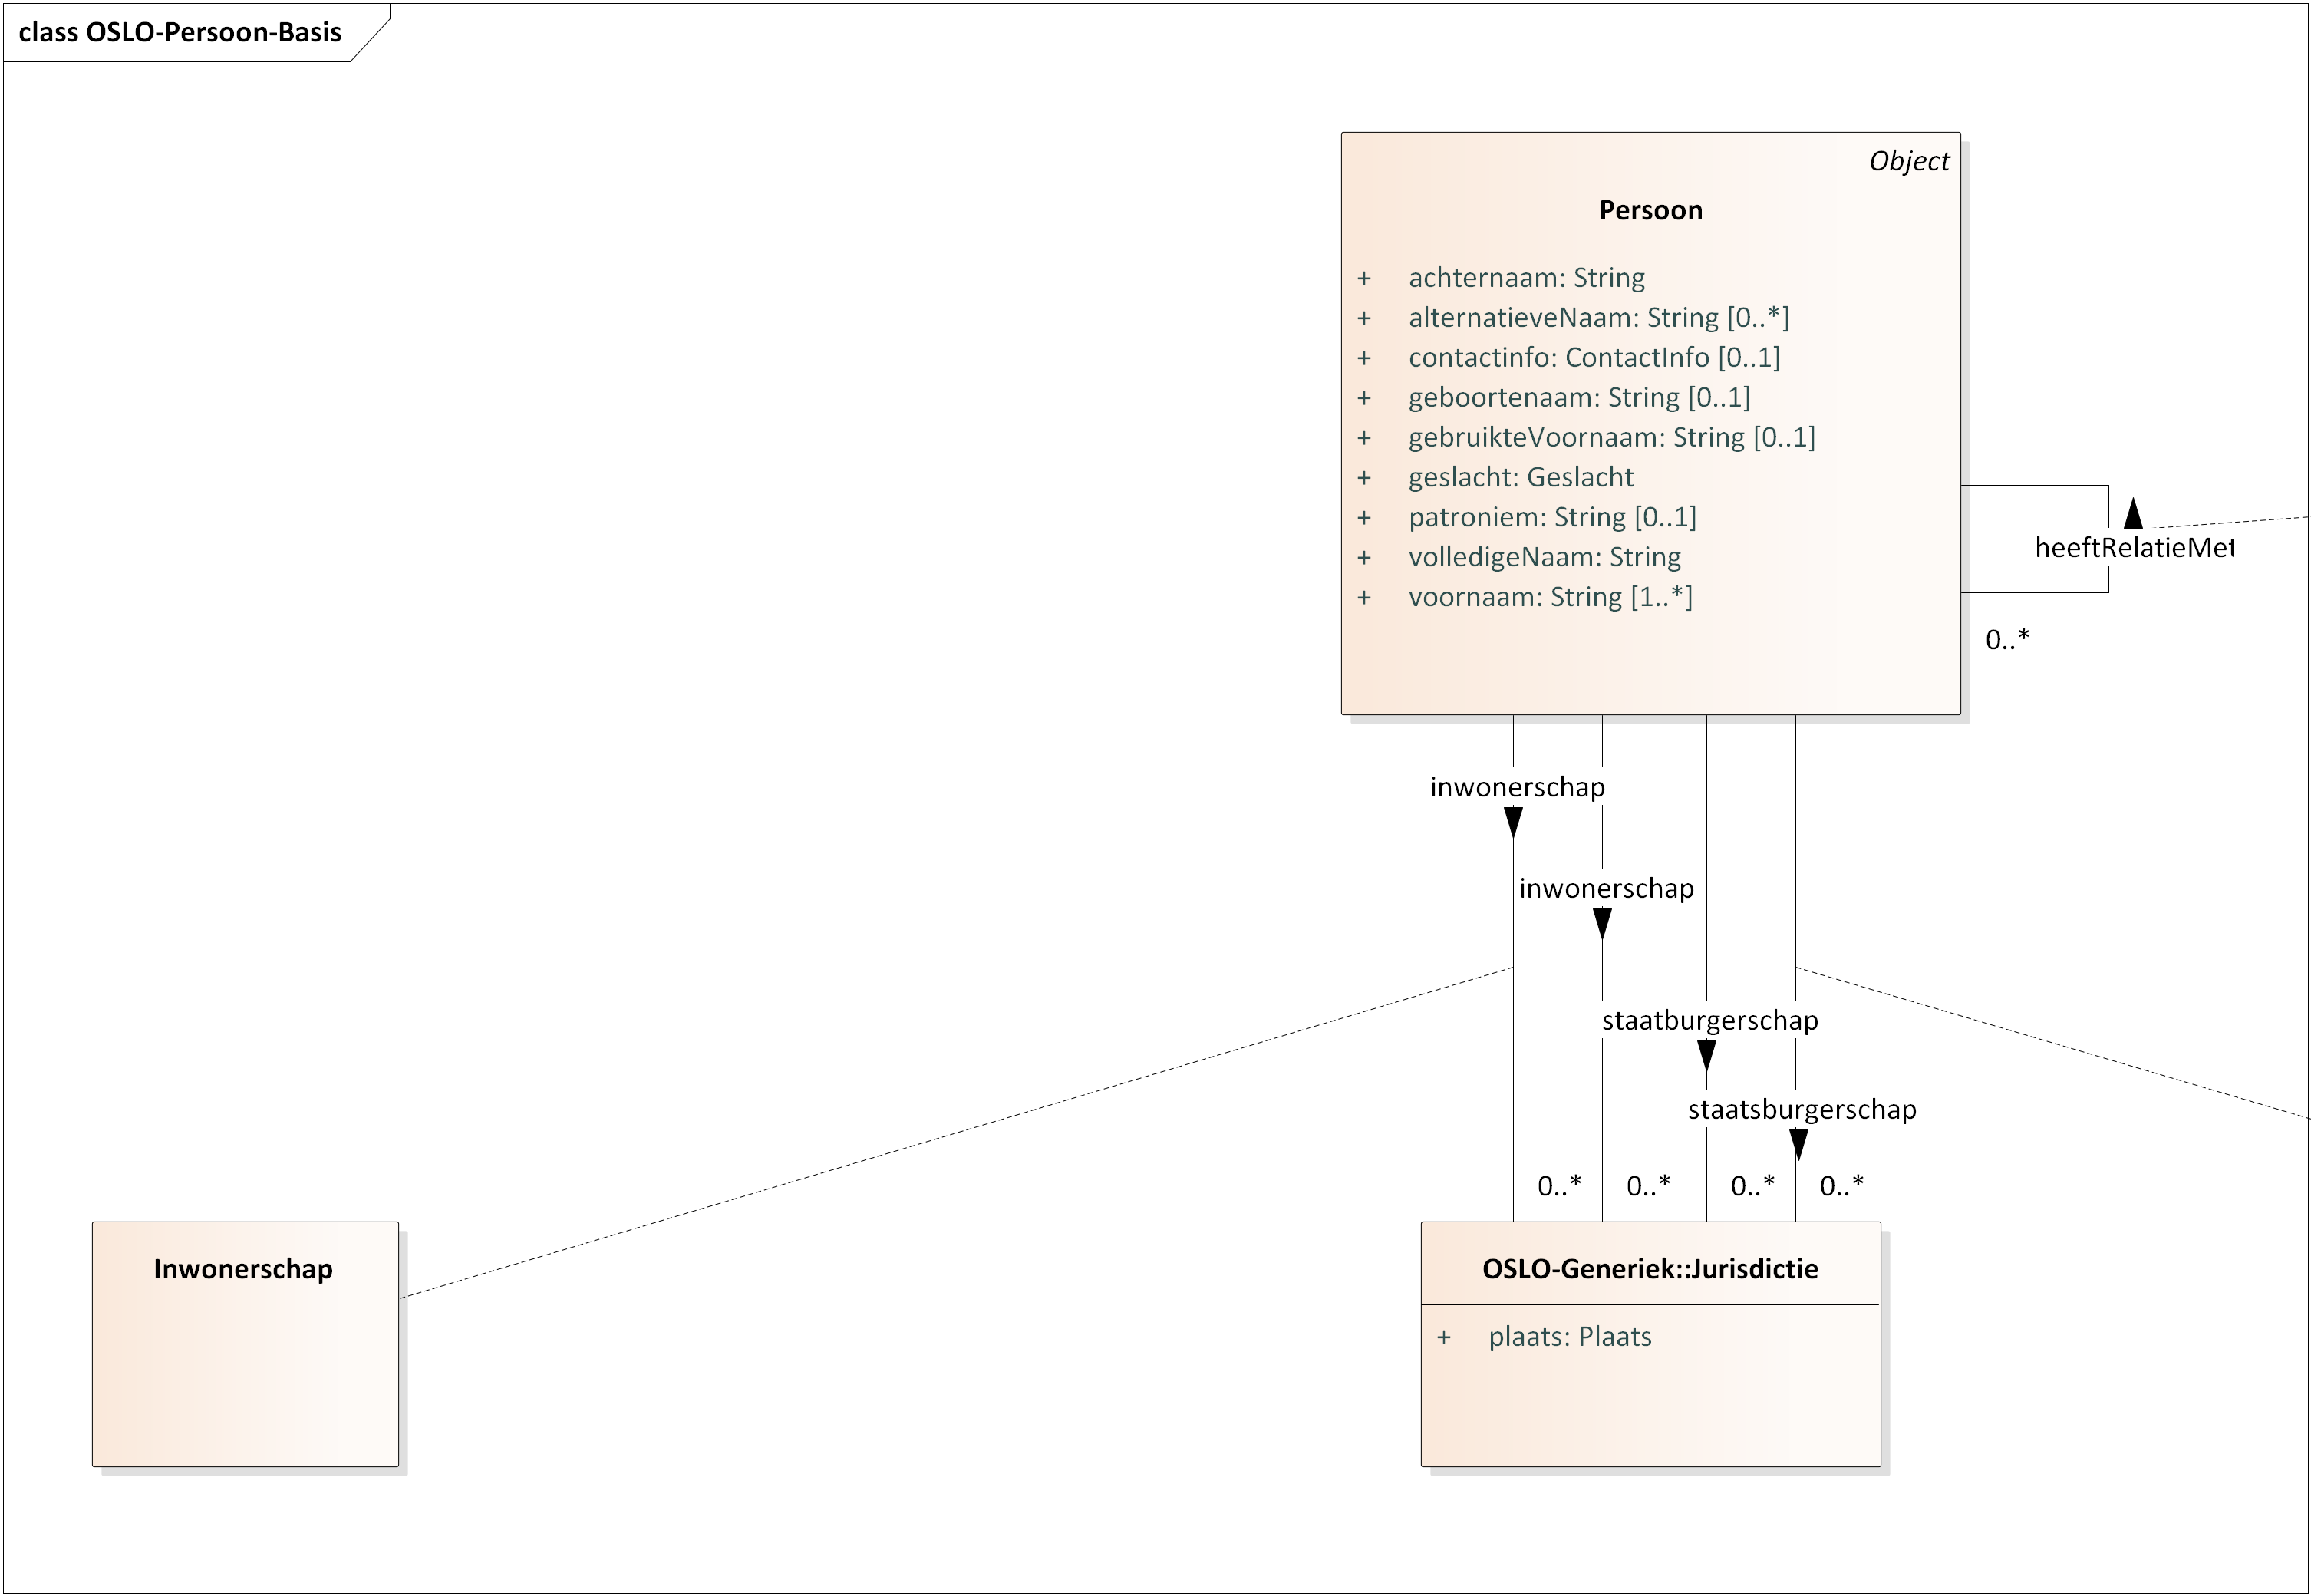 class OSLO-Persoon-Basis
Object
Persoon
+ achternaam: String
+ alternatieveNaam: String [0..*]
+ contactinfo: ContactInfo [0..1]
+ geboortenaam: String [0..1]
+ gebruikteVoornaam: String [0..1]
+ geslacht: Geslacht
+ patroniem: String [0..1]
+ volledigeNaam: String
+ voornaam: String [1..*]
heeftRelatieMet
0..*
inwonerschap
inwonerschap
staatburgerschap
staatsburgerschap
0..* 0..* 0..* 0..*
Inwonerschap
OSLO-Generiek::Jurisdictie
+ plaats: Plaats